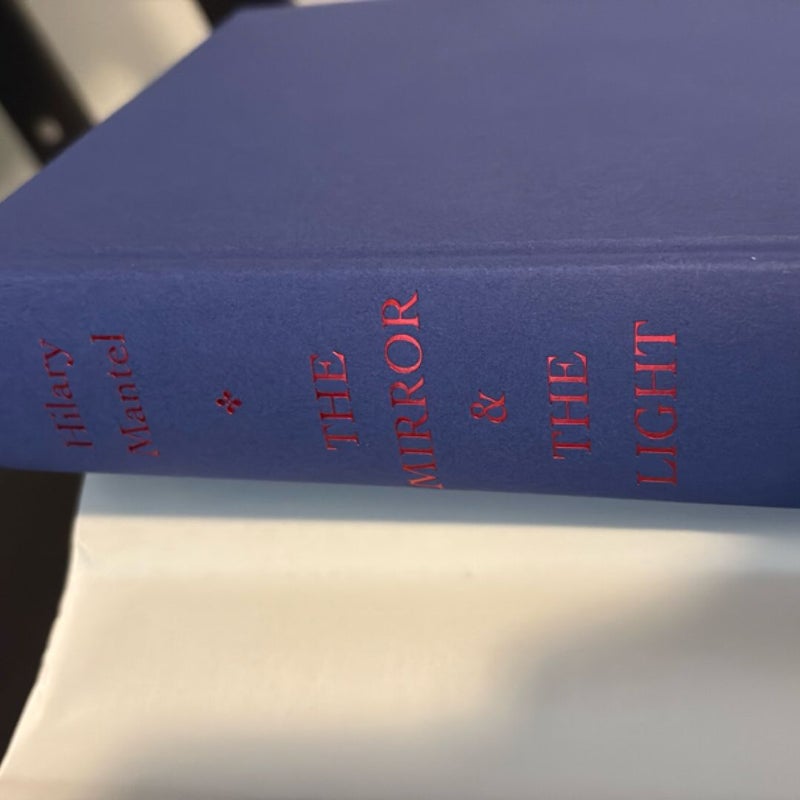 Hilary
Mantel
THE
MIRROR
&
THE
LIGHT